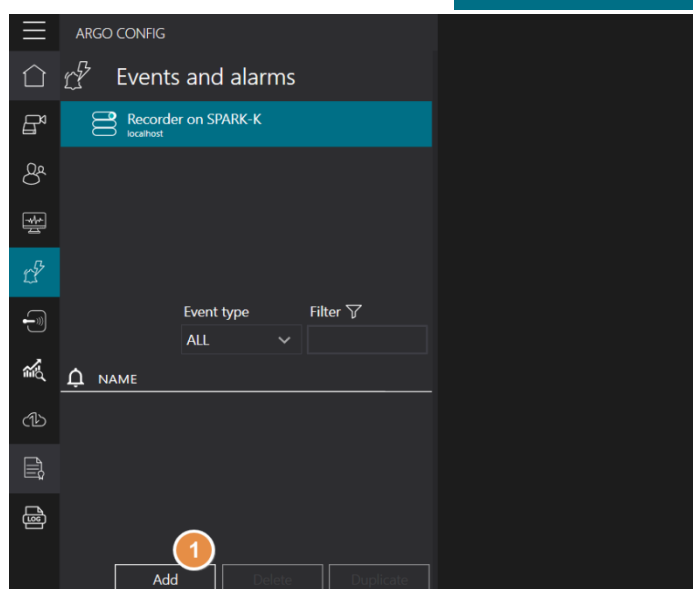 ARGO CONFIG
Events and alarms
Recorder on SPARK-K
localhost
Event type Filter
ALL
NAME
LOG
1
Add Delete Duplicate